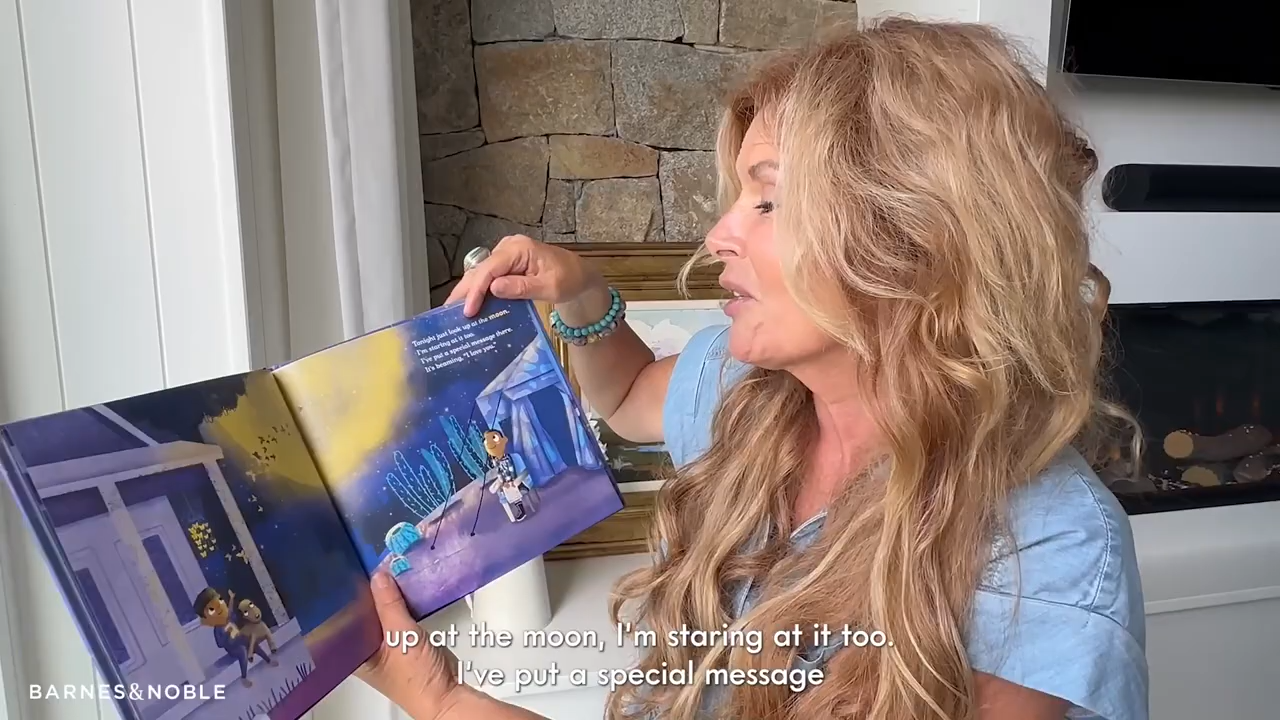 Tonight just look up at the moon.
I'm staring at it too.
I've put a special message there.
It's beaming, "I love you."
up at the moon, I'm staring at it too.
I've put a special message
BARNES&NOBLE